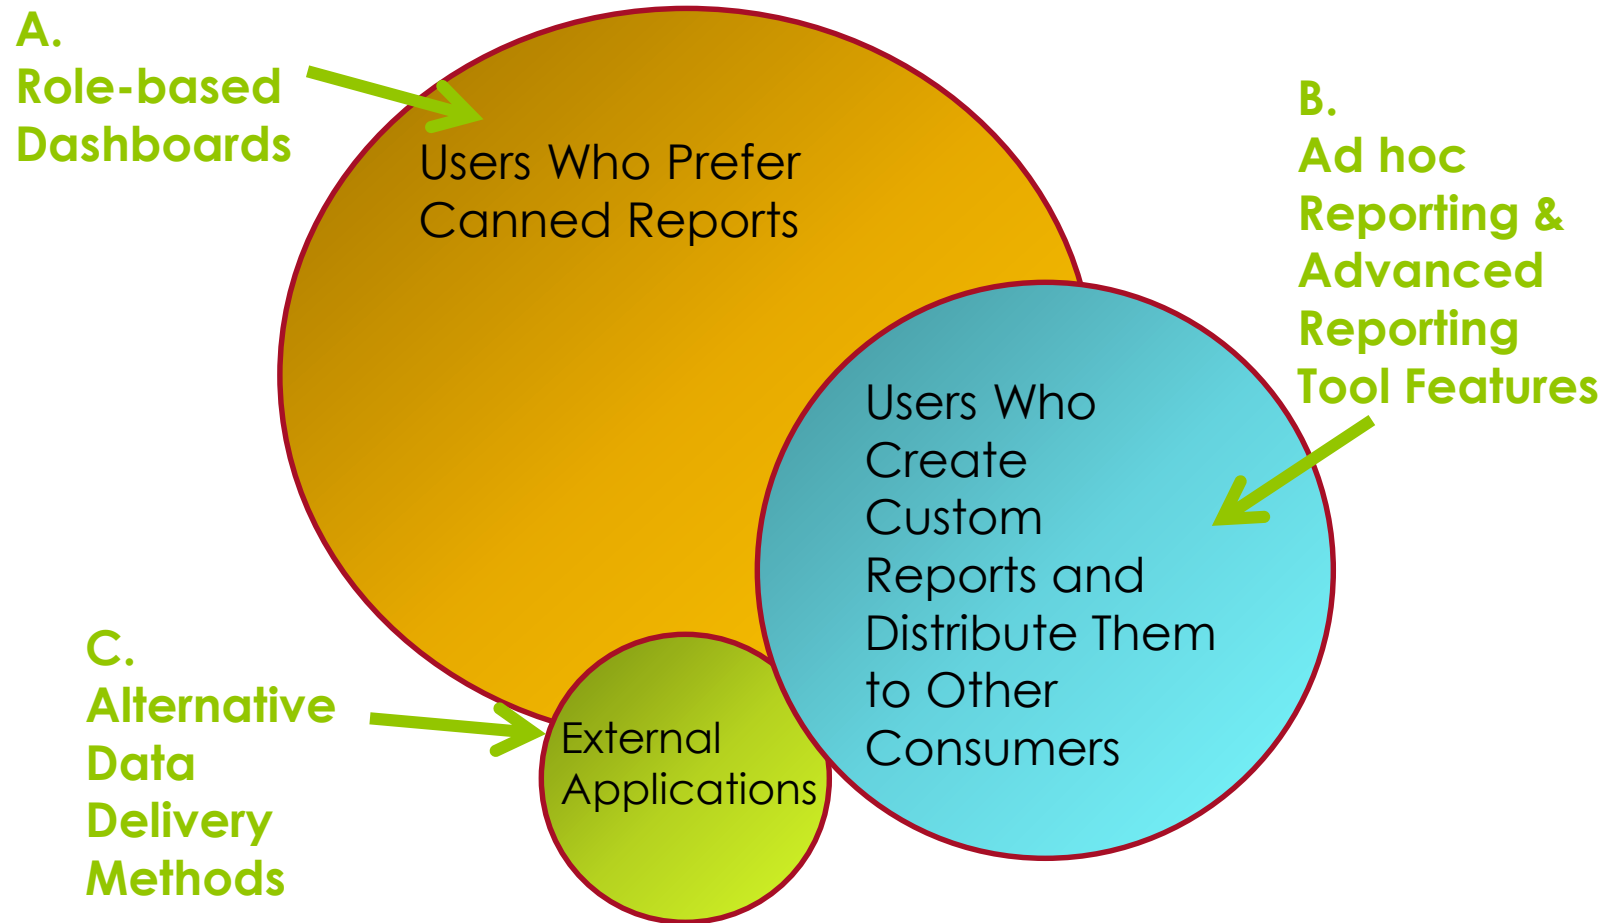 A.
Role-based
Dashboards
Users Who Prefer
Canned Reports
B.
Ad hoc
Reporting &
Advanced
Reporting
Tool Features
Users Who
Create
Custom
Reports and
Distribute Them
to Other
Consumers
C.
Alternative
Data
Delivery
Methods
External
Applications